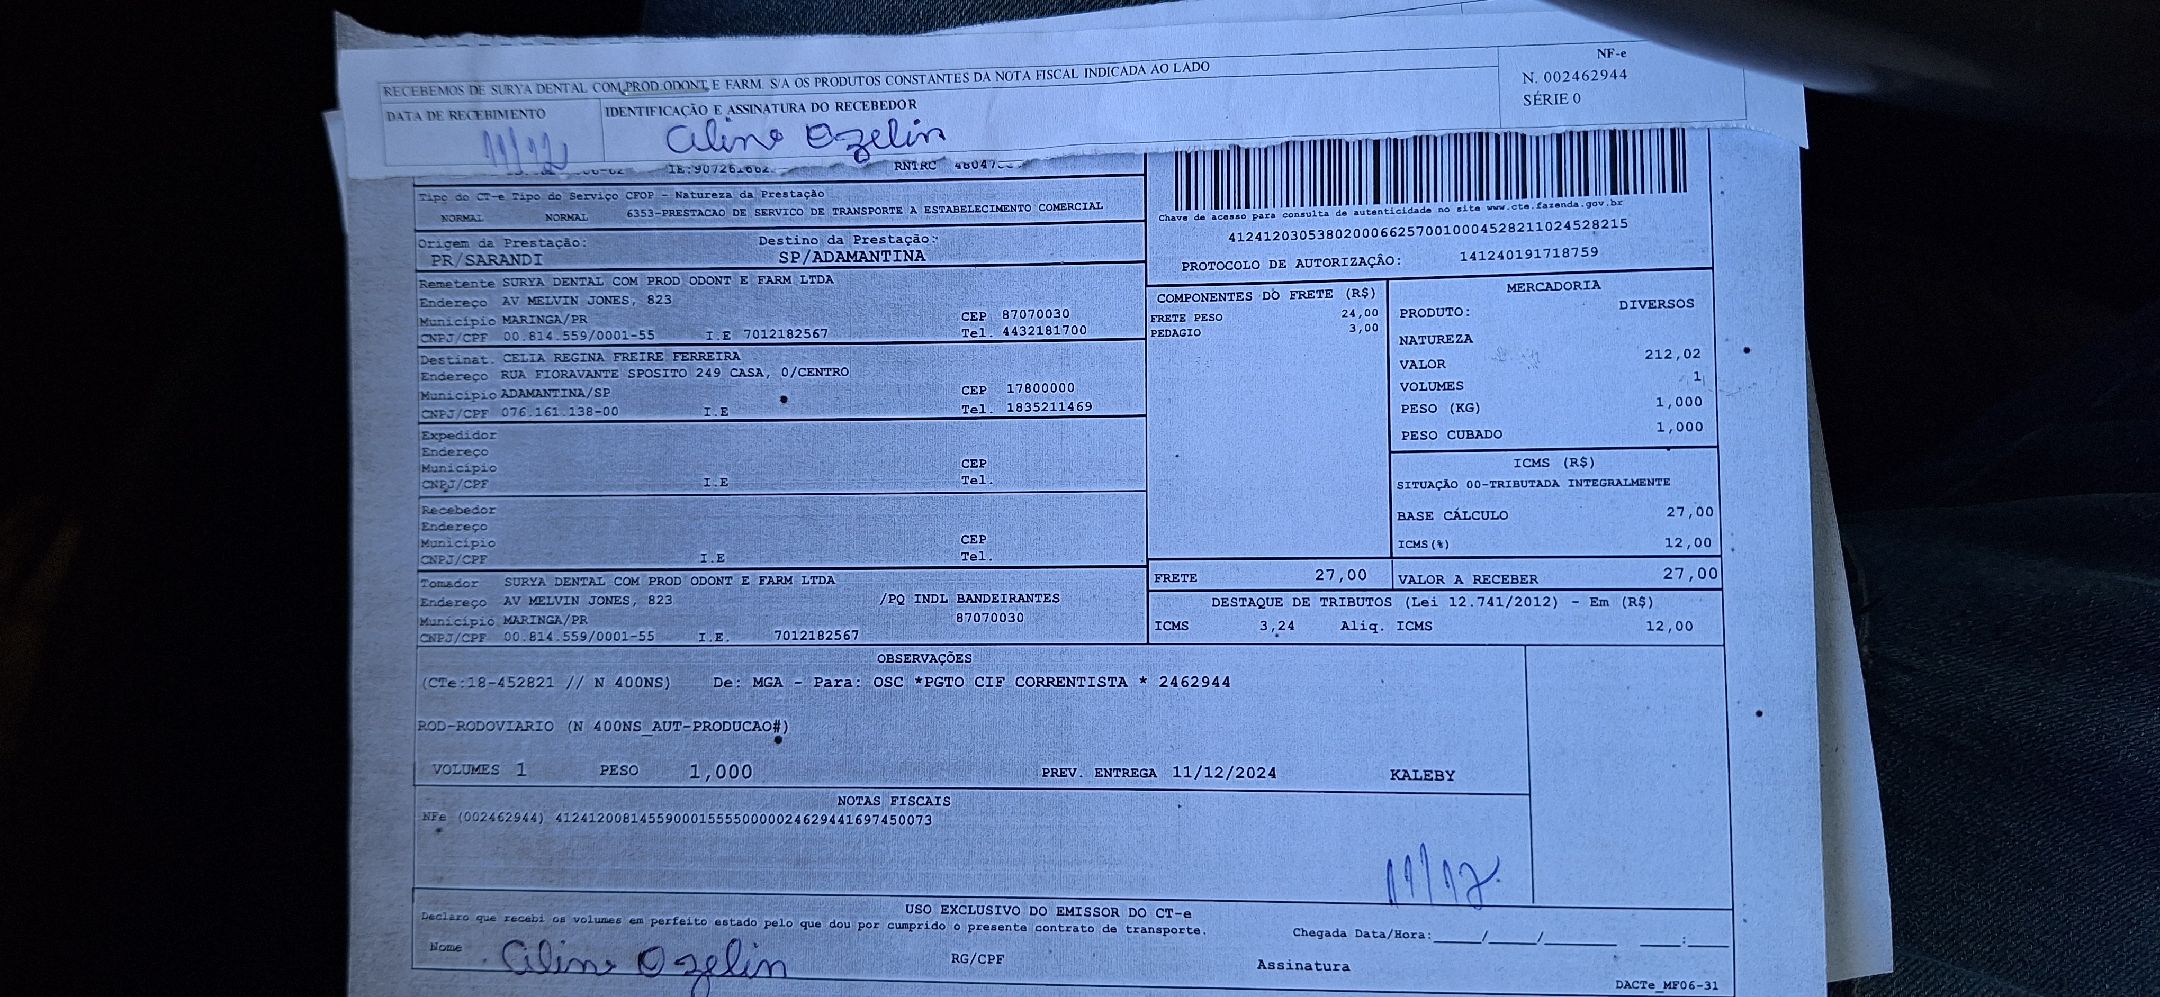 RECEBEMOS DE SURYA DENTAL COM PROD ODONT E FARM. S/A OS PRODUTOS CONSTANTES DA NOTA FISCAL INDICADA AO LADO
NF-e
N. 002462944
SÉRIE 0
DATA DE RECEBIMENTO IDENTIFICAÇÃO E ASSINATURA DO RECEBEDOR
11/12 Aline Ozelin
RNTRC
Tipo do CT-e Tipo do Serviço CFOP - Natureza da Prestação
NORMAL NORMAL 6353-PRESTACAO DE SERVICO DE TRANSPORTE A ESTABELECIMENTO COMERCIAL
Origem da Prestação: Destino da Prestação:
PR/SARANDI SP/ADAMANTINA
Chave de acesso para consulta de autenticidade no site www.cte.fazenda.gov.br
41241203053802000662570010004528211024528215
PROTOCOLO DE AUTORIZAÇÃO: 141240191718759
Remetente SURYA DENTAL COM PROD ODONT E FARM LTDA
Endereço AV MELVIN JONES, 823
Município MARINGA/PR CEP 87070030
CNPJ/CPF 00.814.559/0001-55 I.E 7012182567 Tel. 4432181700
Destinat. CELIA REGINA FREIRE FERREIRA
Endereço RUA FIORAVANTE SPOSITO 249 CASA, 0/CENTRO
Município ADAMANTINA/SP CEP 17800000
CNPJ/CPF 076.161.138-00 I.E Tel. 1835211469
Expedidor
Endereço
Município CEP
CNPJ/CPF I.E Tel.
Recebedor
Endereço
Município CEP
CNPJ/CPF I.E Tel.
Tomador SURYA DENTAL COM PROD ODONT E FARM LTDA
Endereço AV MELVIN JONES, 823 /PQ INDL BANDEIRANTES
Município MARINGA/PR 87070030
CNPJ/CPF 00.814.559/0001-55 I.E. 7012182567
COMPONENTES DO FRETE (R$)
FRETE PESO 24,00
PEDAGIO 3,00
MERCADORIA
PRODUTO: DIVERSOS
NATUREZA
VALOR 212,02
VOLUMES 1
PESO (KG) 1,000
PESO CUBADO 1,000
ICMS (R$)
SITUAÇÃO 00-TRIBUTADA INTEGRALMENTE
BASE CÁLCULO 27,00
ICMS(%) 12,00
FRETE 27,00 VALOR A RECEBER 27,00
DESTAQUE DE TRIBUTOS (Lei 12.741/2012) - Em (R$)
ICMS 3,24 Aliq. ICMS 12,00
OBSERVAÇÕES
(CTe:18-452821 // N 400NS) De: MGA - Para: OSC *PGTO CIF CORRENTISTA * 2462944
ROD-RODOVIARIO (N 400NS_AUT-PRODUCAO#)
VOLUMES 1 PESO 1,000 PREV. ENTREGA 11/12/2024 KALEBY
NOTAS FISCAIS
NFe (002462944) 41241200814559000155550000024629441697450073
11/12
USO EXCLUSIVO DO EMISSOR DO CT-e
Declaro que recebi os volumes em perfeito estado pelo que dou por cumprido o presente contrato de transporte.
Chegada Data/Hora:____/____/______ ____:____
Nome Aline Ozelin RG/CPF Assinatura
DACTe_MF06-31